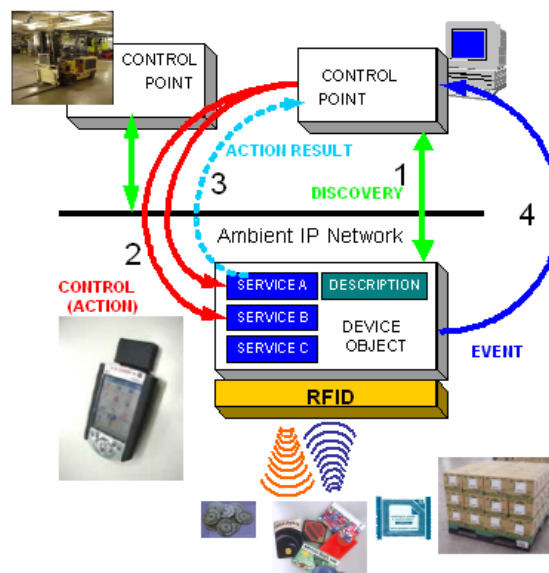 CONTROL
POINT
CONTROL
POINT
ACTION RESULT
1
3
DISCOVERY
4
2
Ambient IP Network
CONTROL
(ACTION)
SERVICE A
DESCRIPTION
SERVICE B
DEVICE
OBJECT
SERVICE C
EVENT
RFID